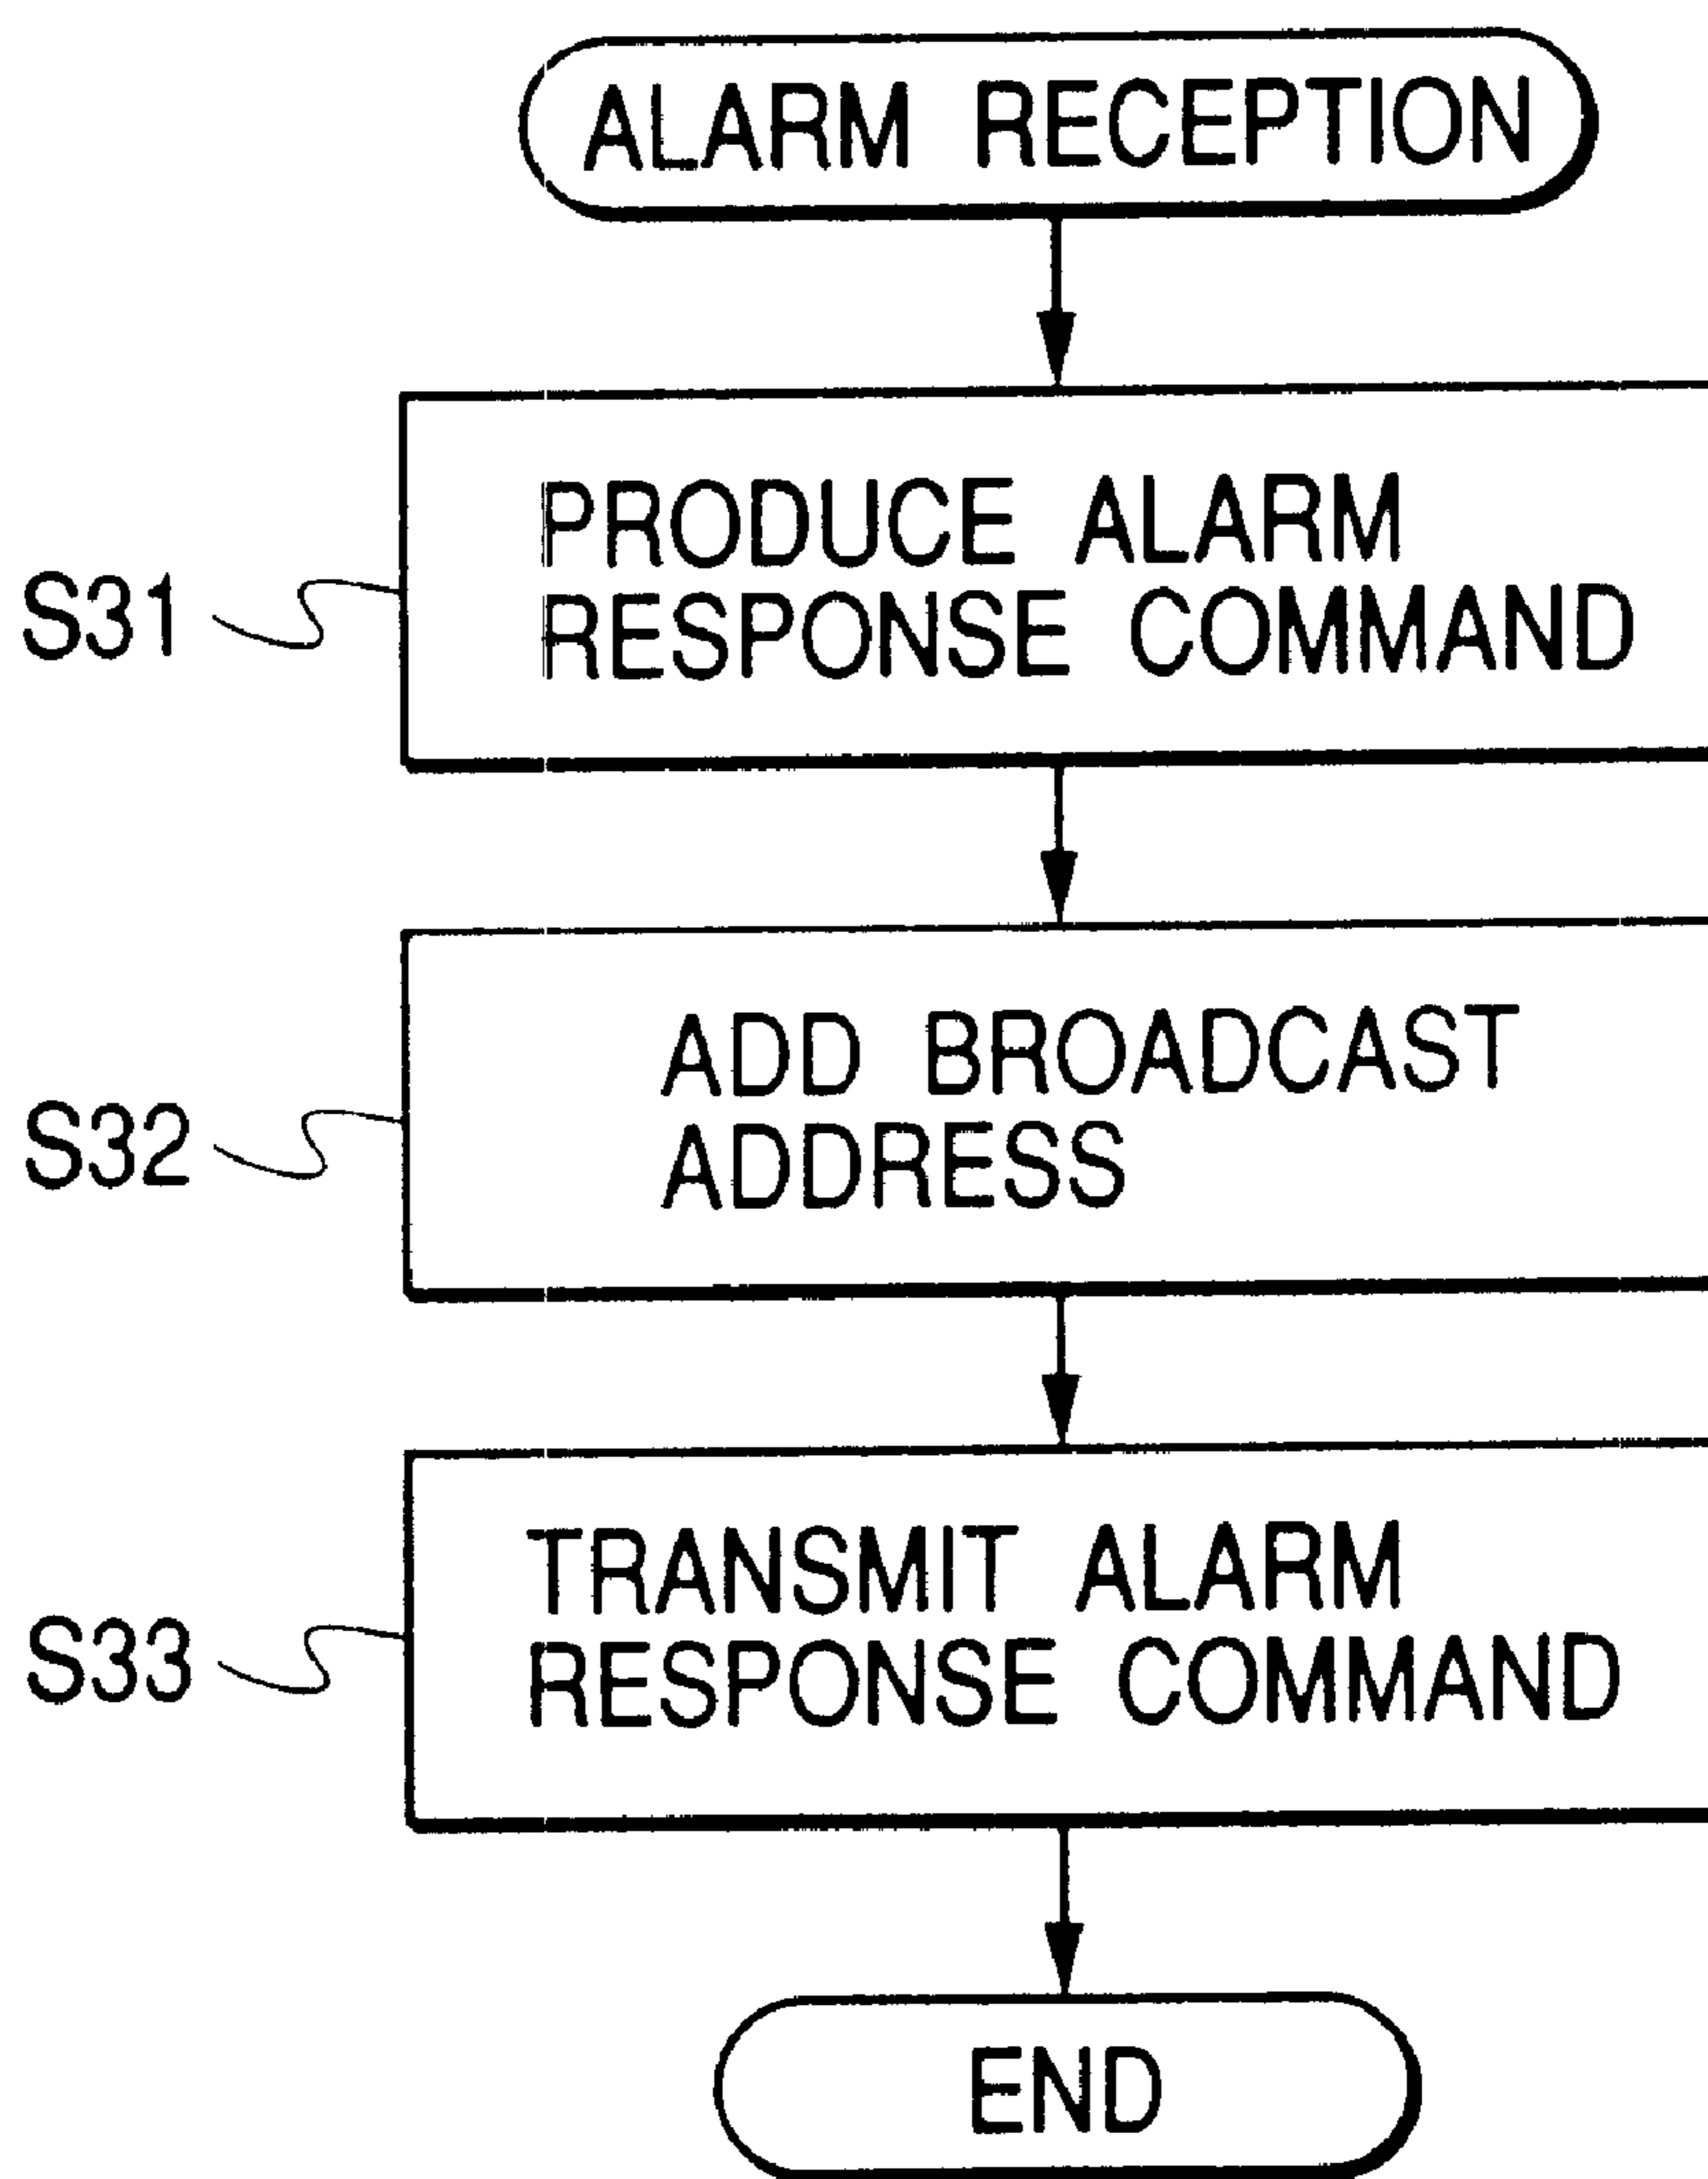 ALARM RECEPTION
S31
PRODUCE ALARM
RESPONSE COMMAND
S32
ADD BROADCAST
ADDRESS
S33
TRANSMIT ALARM
RESPONSE COMMAND
END